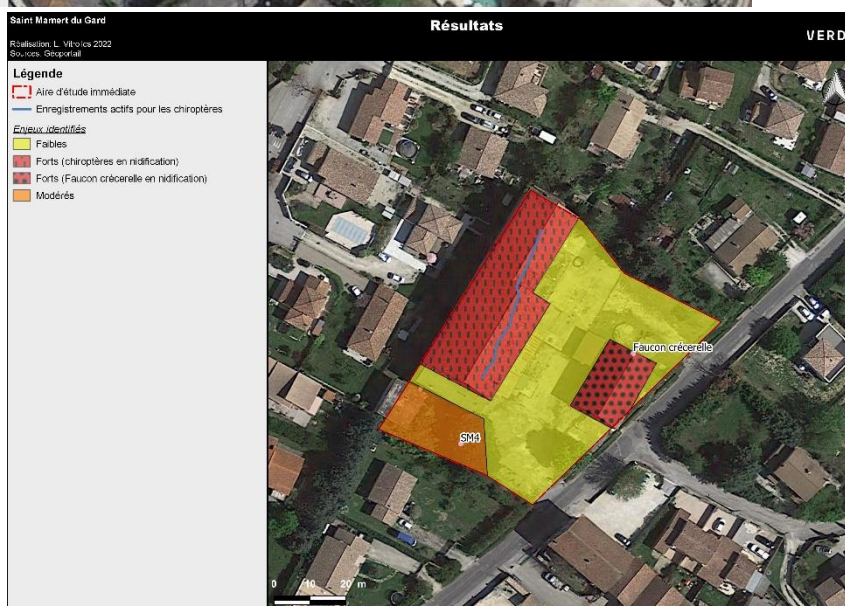 Saint Mamert du Gard
Réalisation: L. Vitrolles 2022
Sources: Géoportail
Résultats
VERD
Légende
Aire d'étude immédiate
Enregistrements actifs pour les chiroptères
Enjeux identifiés
Faibles
Forts (chiroptères en nidification)
Forts (Faucon crécerelle en nidification)
Modérés
Faucon crécerelle
SM4
0 10 20 m